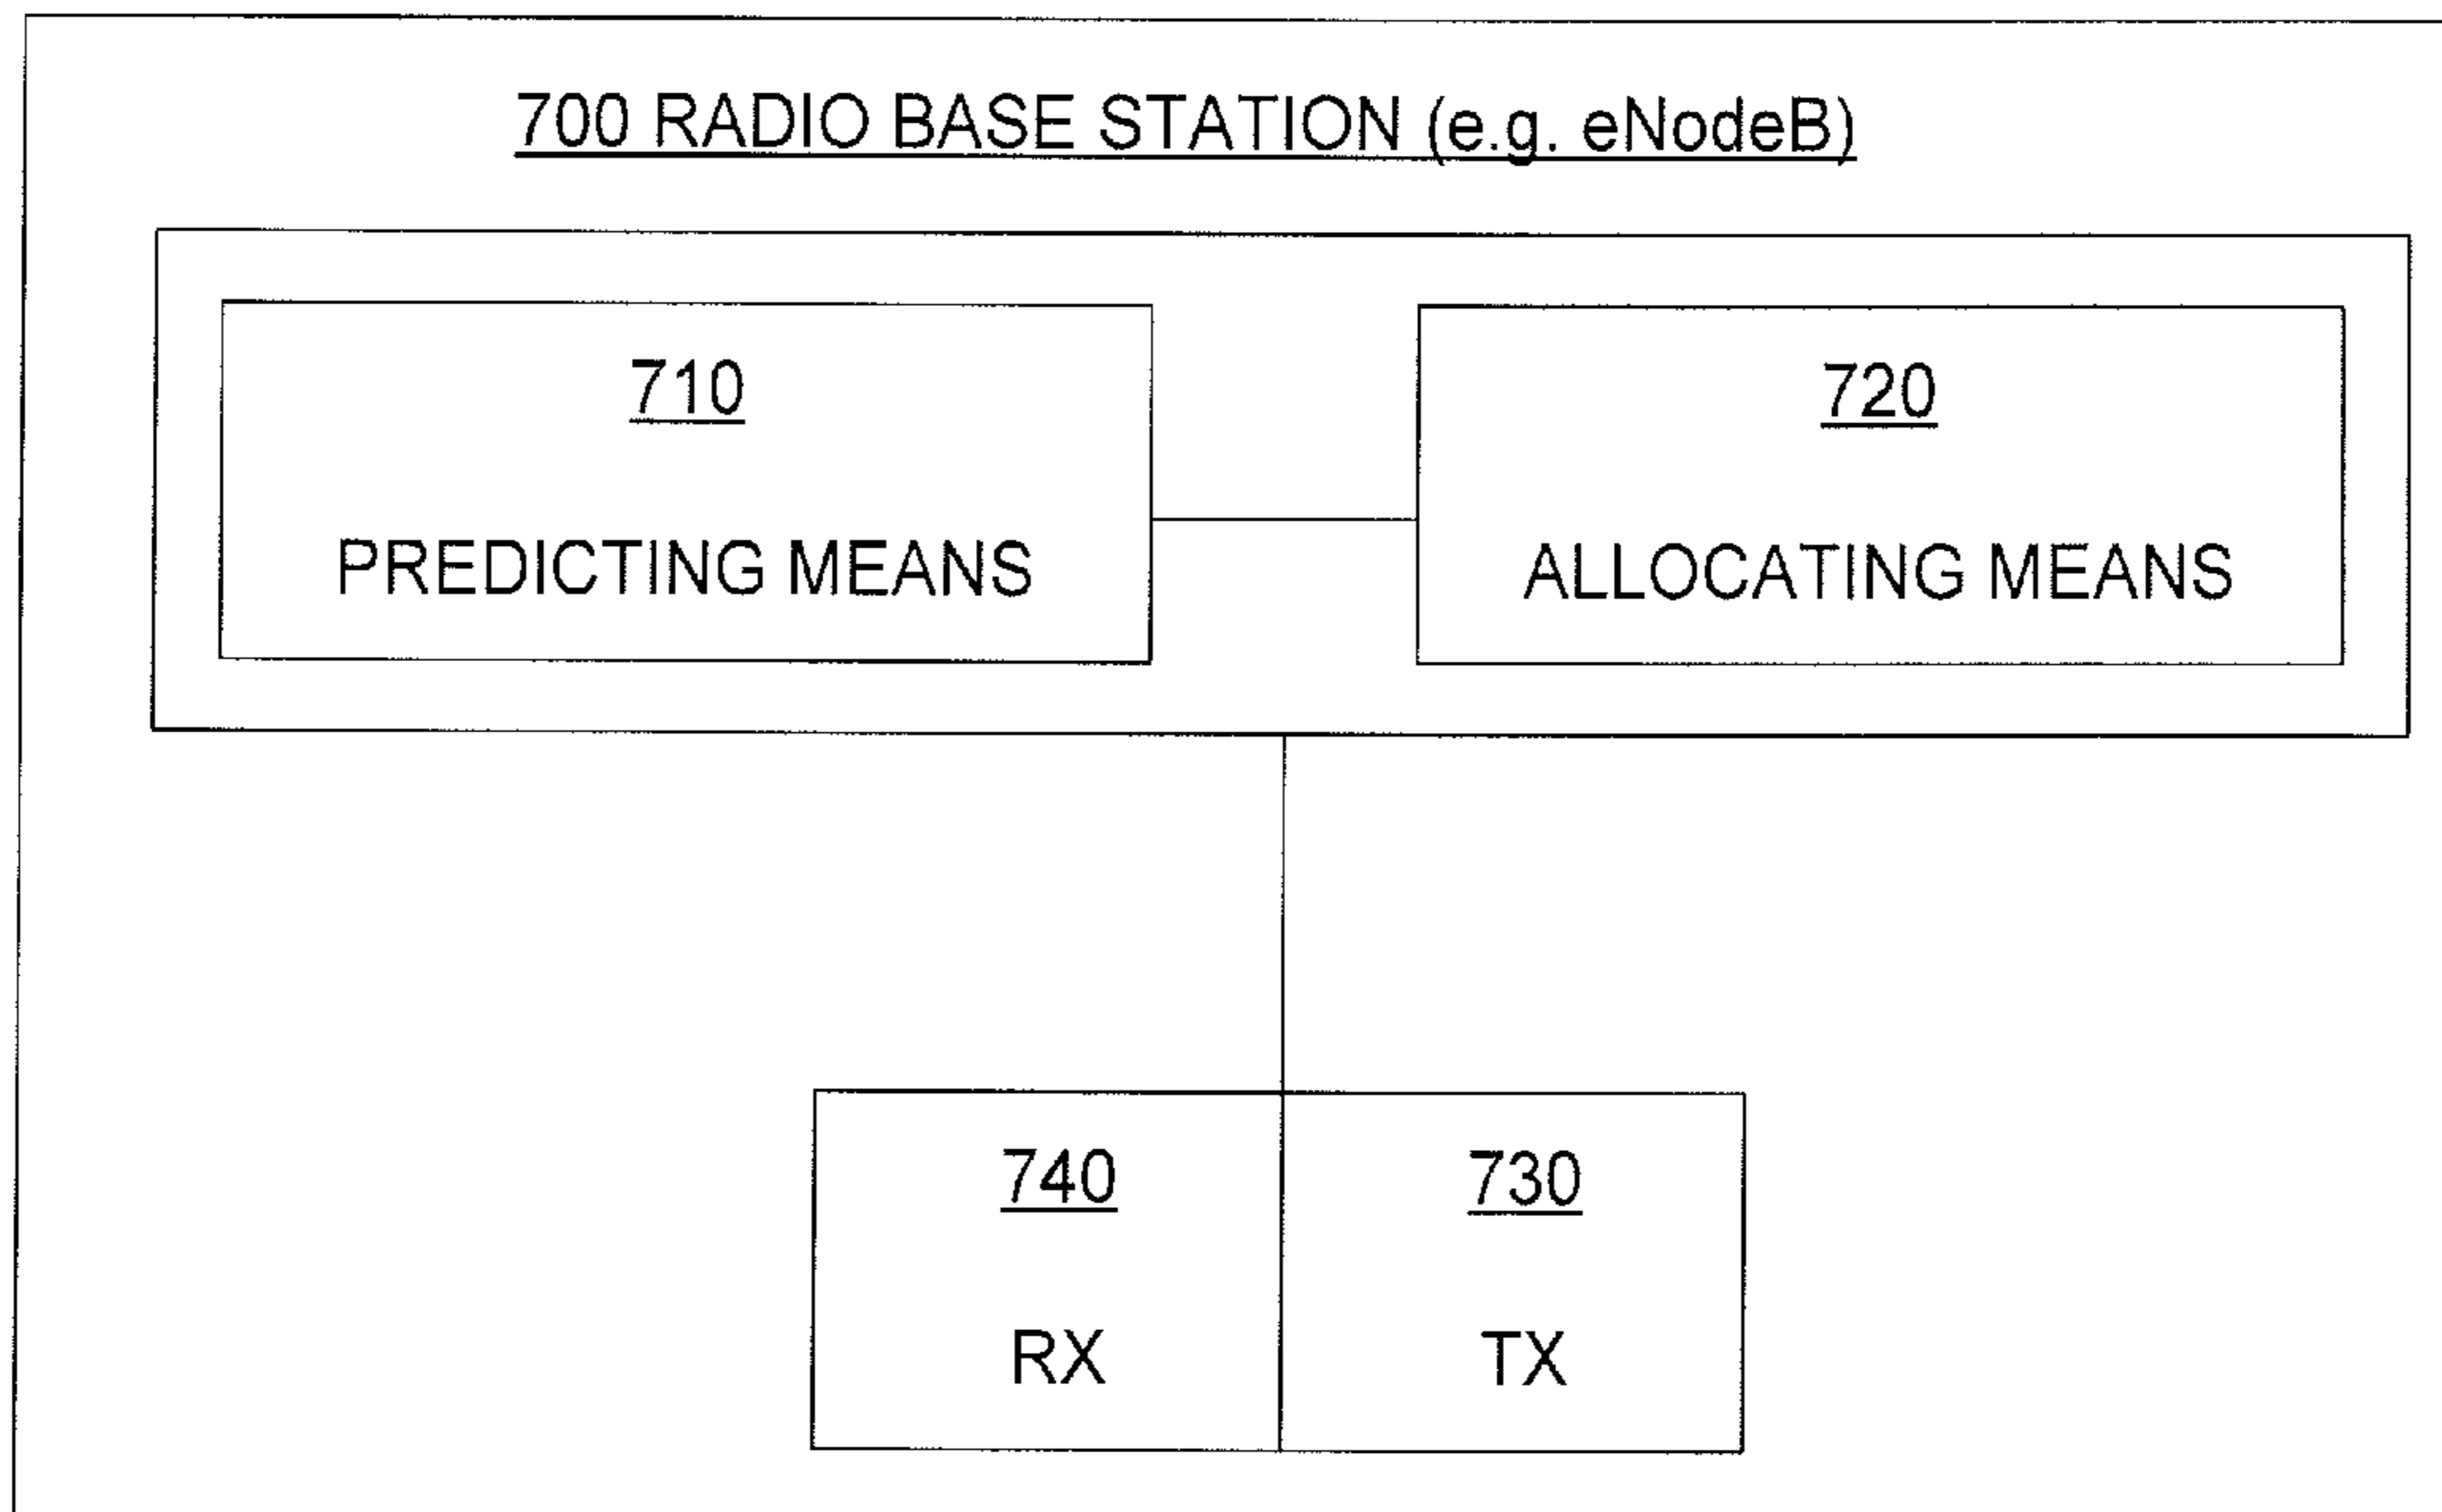 700 RADIO BASE STATION (e.g. eNodeB)
710
PREDICTING MEANS
720
ALLOCATING MEANS
740
RX
730
TX